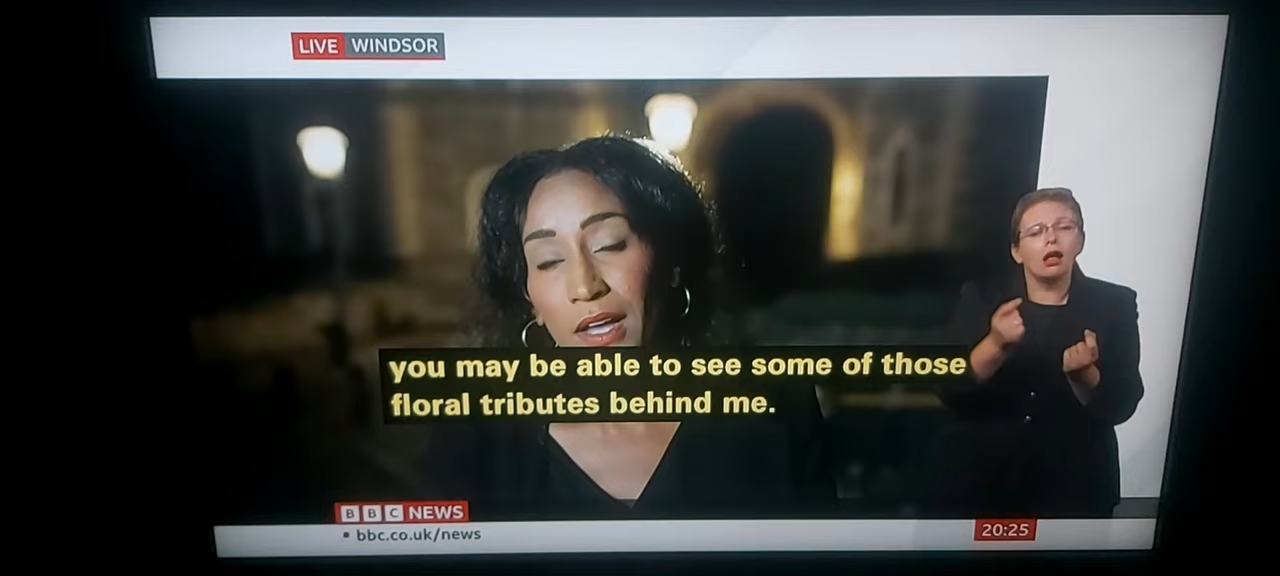 LIVE WINDSOR
you may be able to see some of those
floral tributes behind me.
BBC NEWS
▪ bbc.co.uk/news
20:25